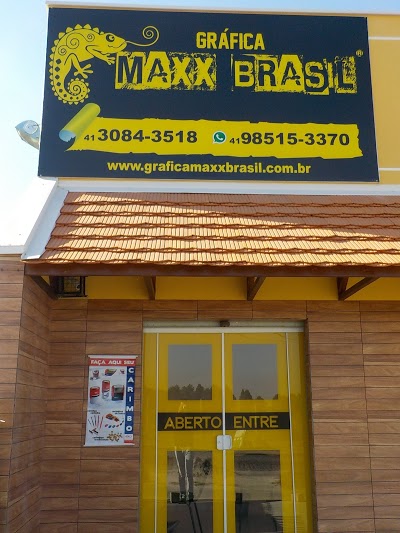 GRÁFICA
MAXX BRASIL
41 3084-3518 41 98515-3370
www.graficamaxxbrasil.com.br
FAÇA AQUI SEU
CARIMBO
ABERTO ENTRE